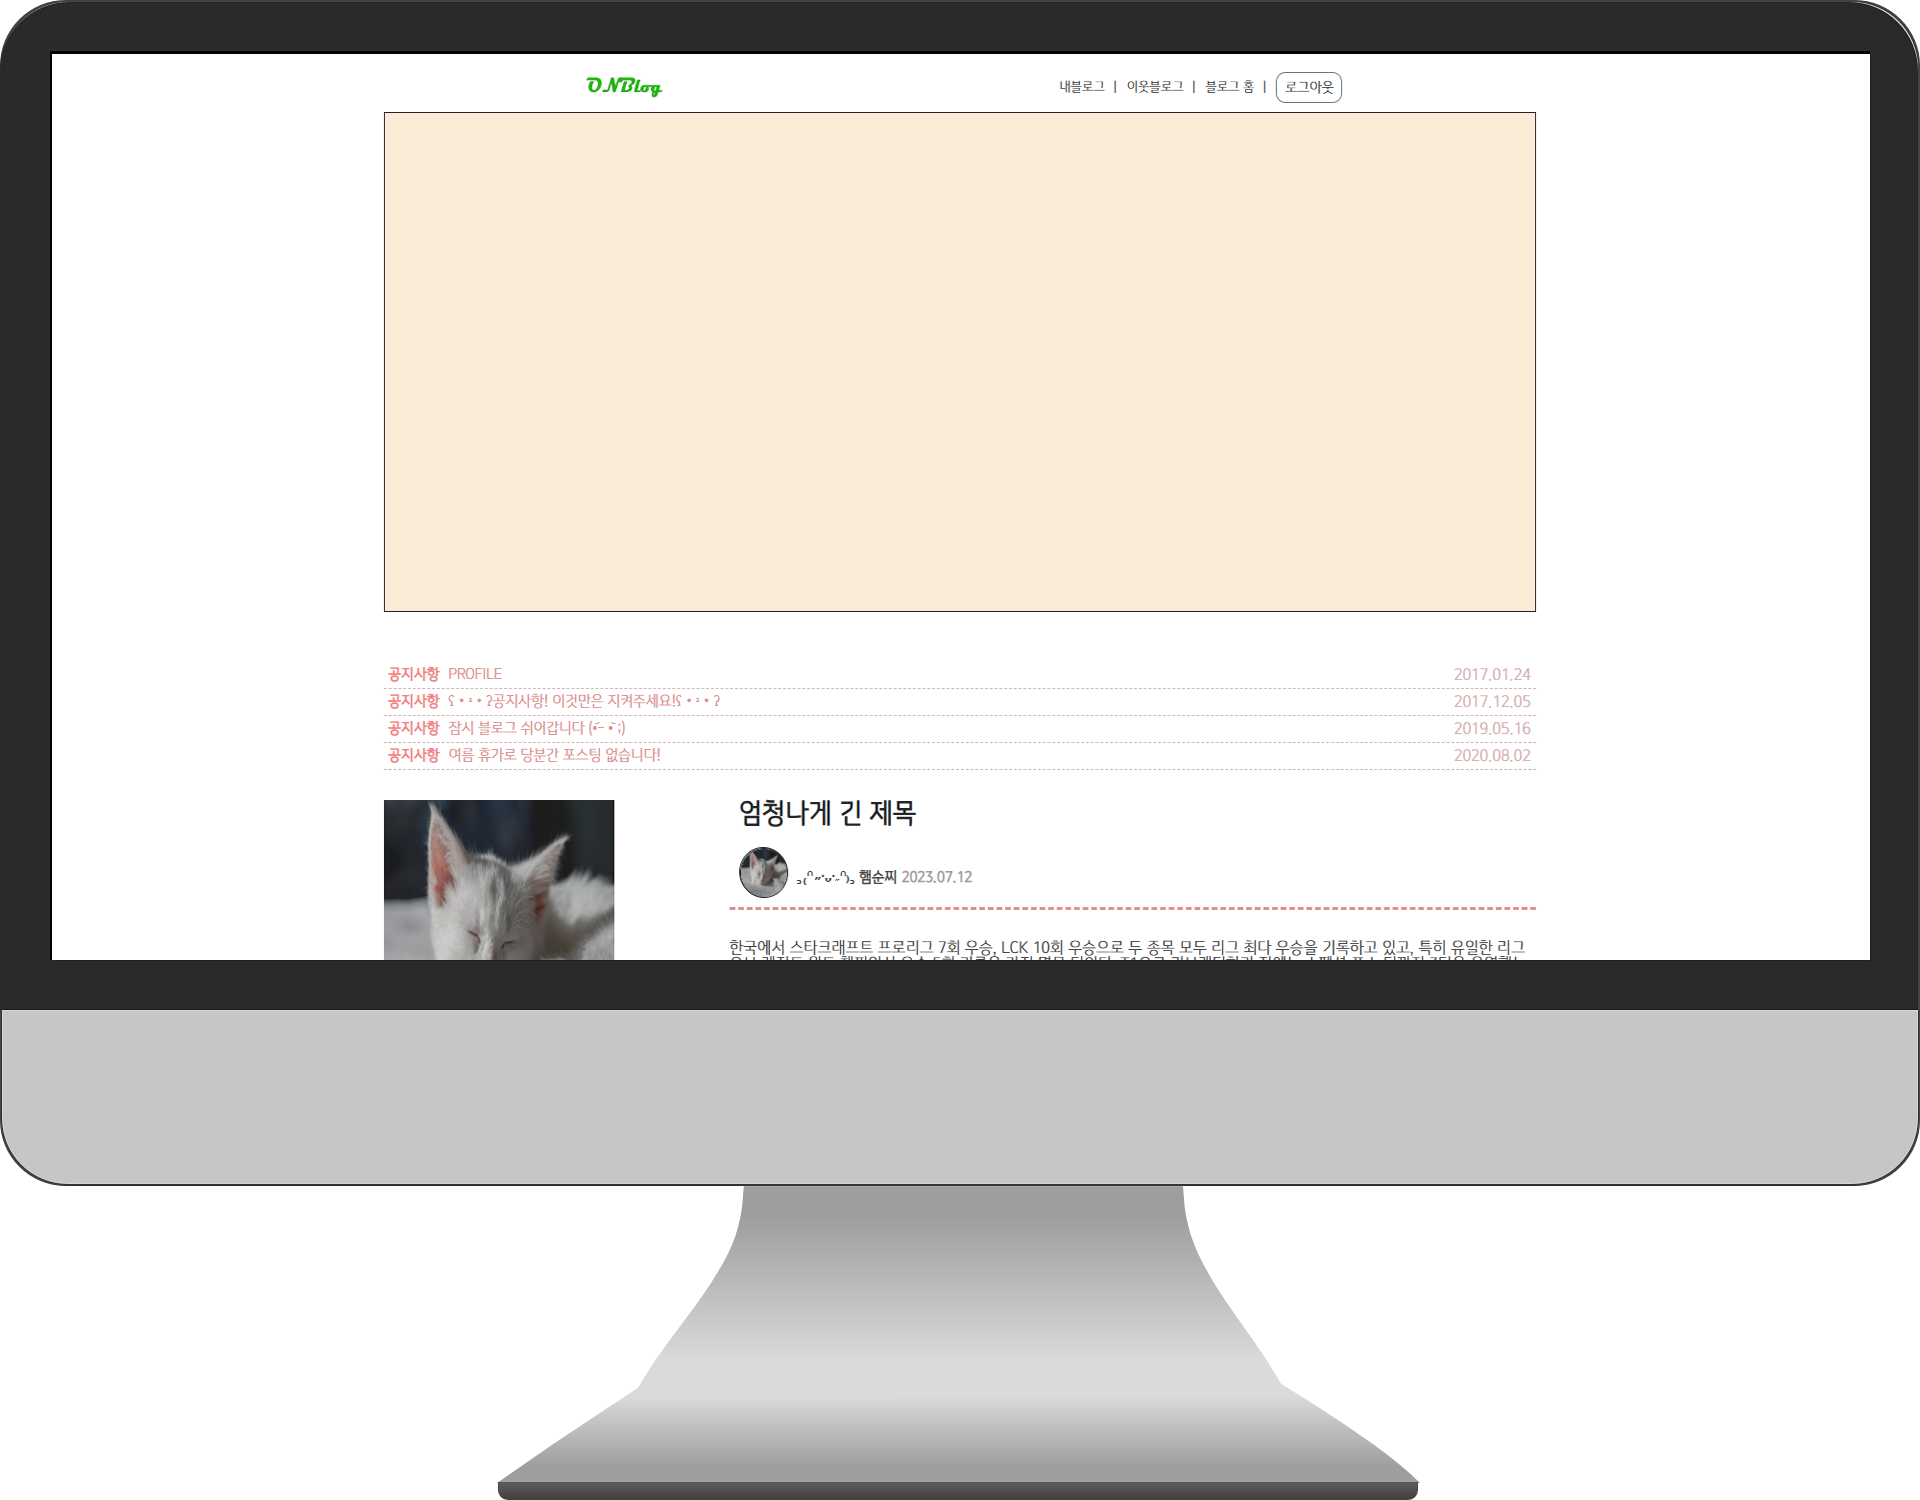 ONBlog
내블로그 | 이웃블로그 | 블로그 홈 | 로그아웃
공지사항 PROFILE 2017.01.24
공지사항 ʕ•ᵌ•ʔ공지사항! 이것만은 지켜주세요!ʕ•ᵌ•ʔ 2017.12.05
공지사항 잠시 블로그 쉬어갑니다 (•᷄- •᷅ ;) 2019.05.16
공지사항 여름 휴가로 당분간 포스팅 없습니다! 2020.08.02
엄청나게 긴 제목
햄순찌 2023.07.12
한국에서 스타크래프트 프로리그 7회 우승, LCK 10회 우승으로 두 종목 모두 리그 최다 우승을 기록하고 있고, 특히 유일한 리그